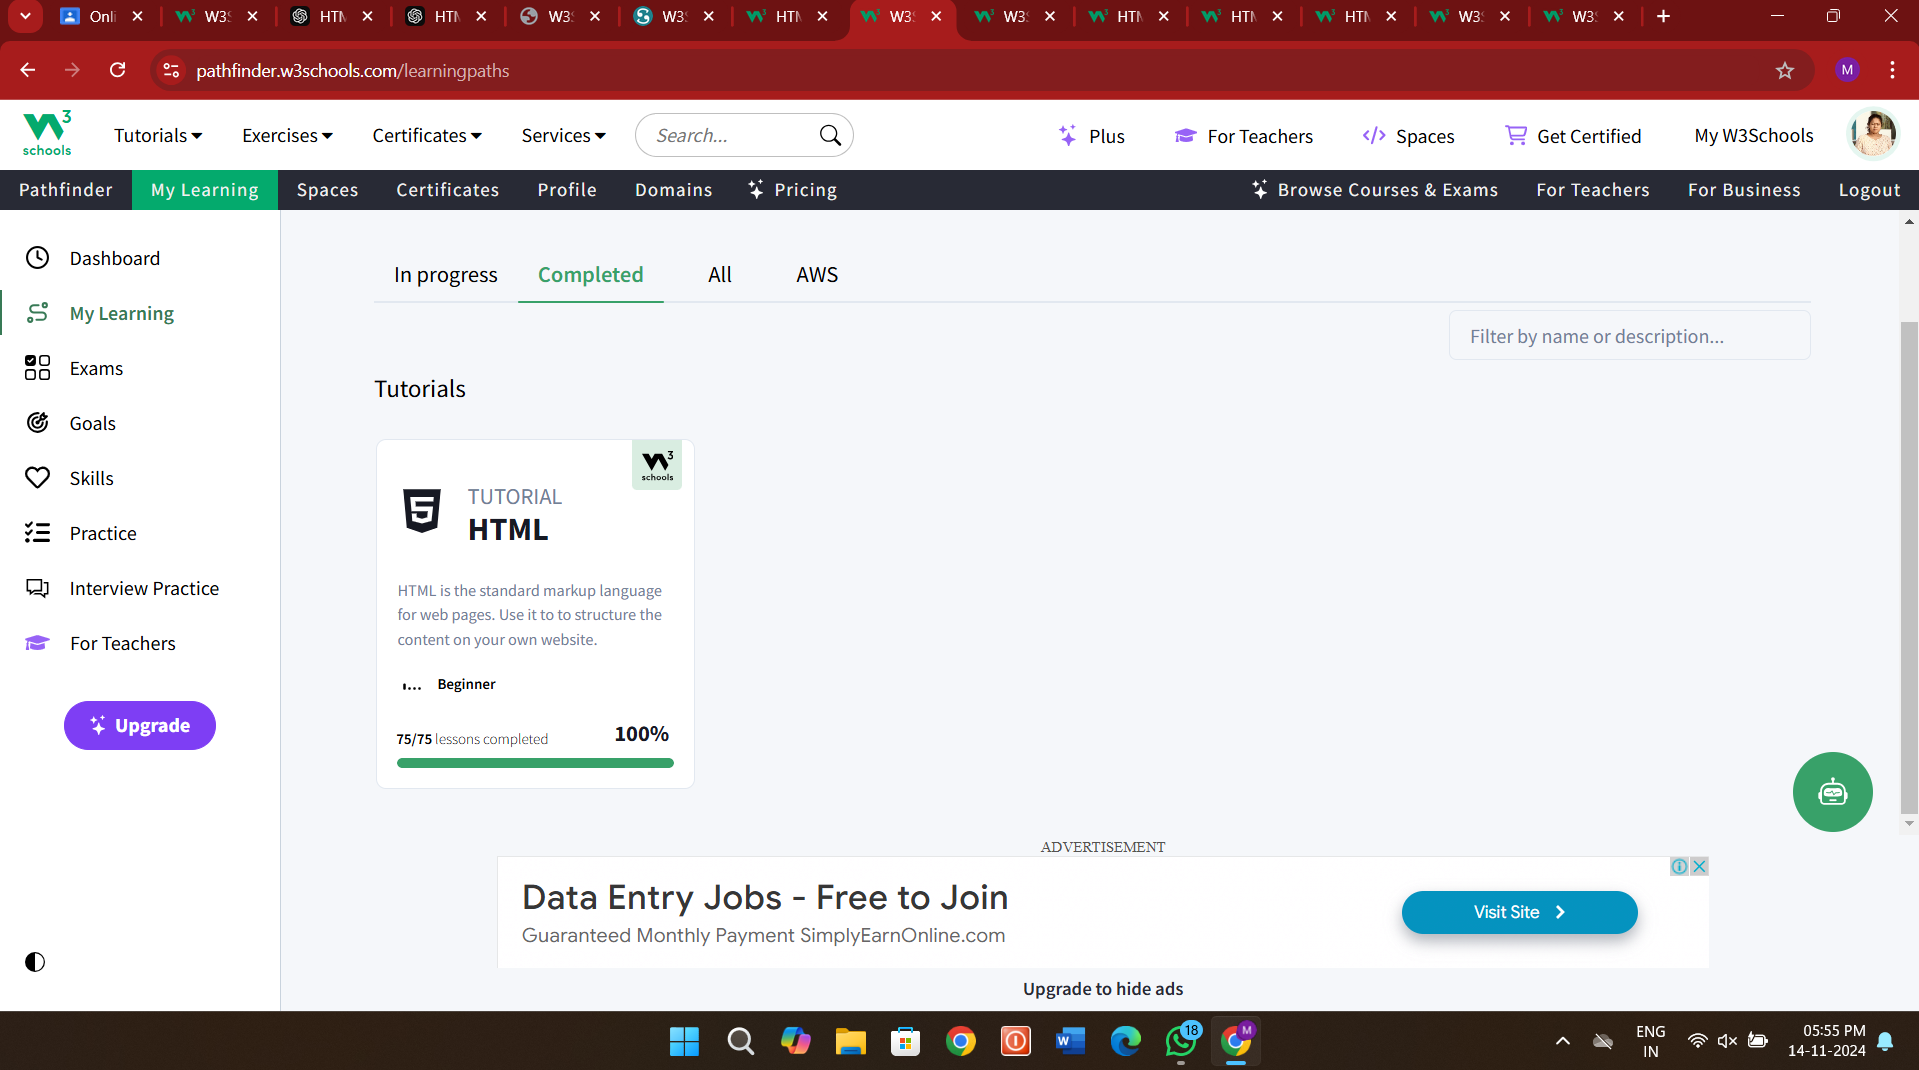 Onli
W3S
HTM
HTM
W3S
W3S
HTM
W3S
W3S
HTM
HTM
HTM
W3S
W3S
pathfinder.w3schools.com/learningpaths
M
W3 schools
Tutorials
Exercises
Certificates
Services
Search...
Plus
For Teachers
Spaces
Get Certified
My W3Schools
Pathfinder
My Learning
Spaces
Certificates
Profile
Domains
Pricing
Browse Courses & Exams
For Teachers
For Business
Logout
Dashboard
My Learning
Exams
Goals
Skills
Practice
Interview Practice
For Teachers
Upgrade
In progress
Completed
All
AWS
Filter by name or description...
Tutorials
W3 schools
TUTORIAL
HTML
HTML is the standard markup language
for web pages. Use it to to structure the
content on your own website.
Beginner
75/75 lessons completed
100%
ADVERTISEMENT
Data Entry Jobs - Free to Join
Guaranteed Monthly Payment SimplyEarnOnline.com
Visit Site
Upgrade to hide ads
18
M
ENG
IN
05:55 PM
14-11-2024